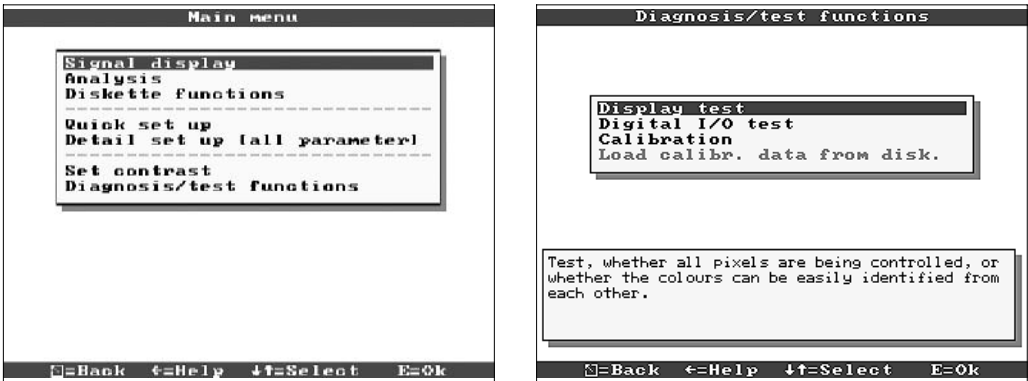 Main menu
Signal display
Analysis
Diskette functions
Quick set up
Detail set up (all parameter)
Set contrast
Diagnosis/test functions
=Back ←=Help ↓↑=Select E=Ok
Diagnosis/test functions
Display test
Digital I/O test
Calibration
Load calibr. data from disk.
Test, whether all pixels are being controlled, or
whether the colours can be easily identified from
each other.
=Back ←=Help ↓↑=Select E=Ok